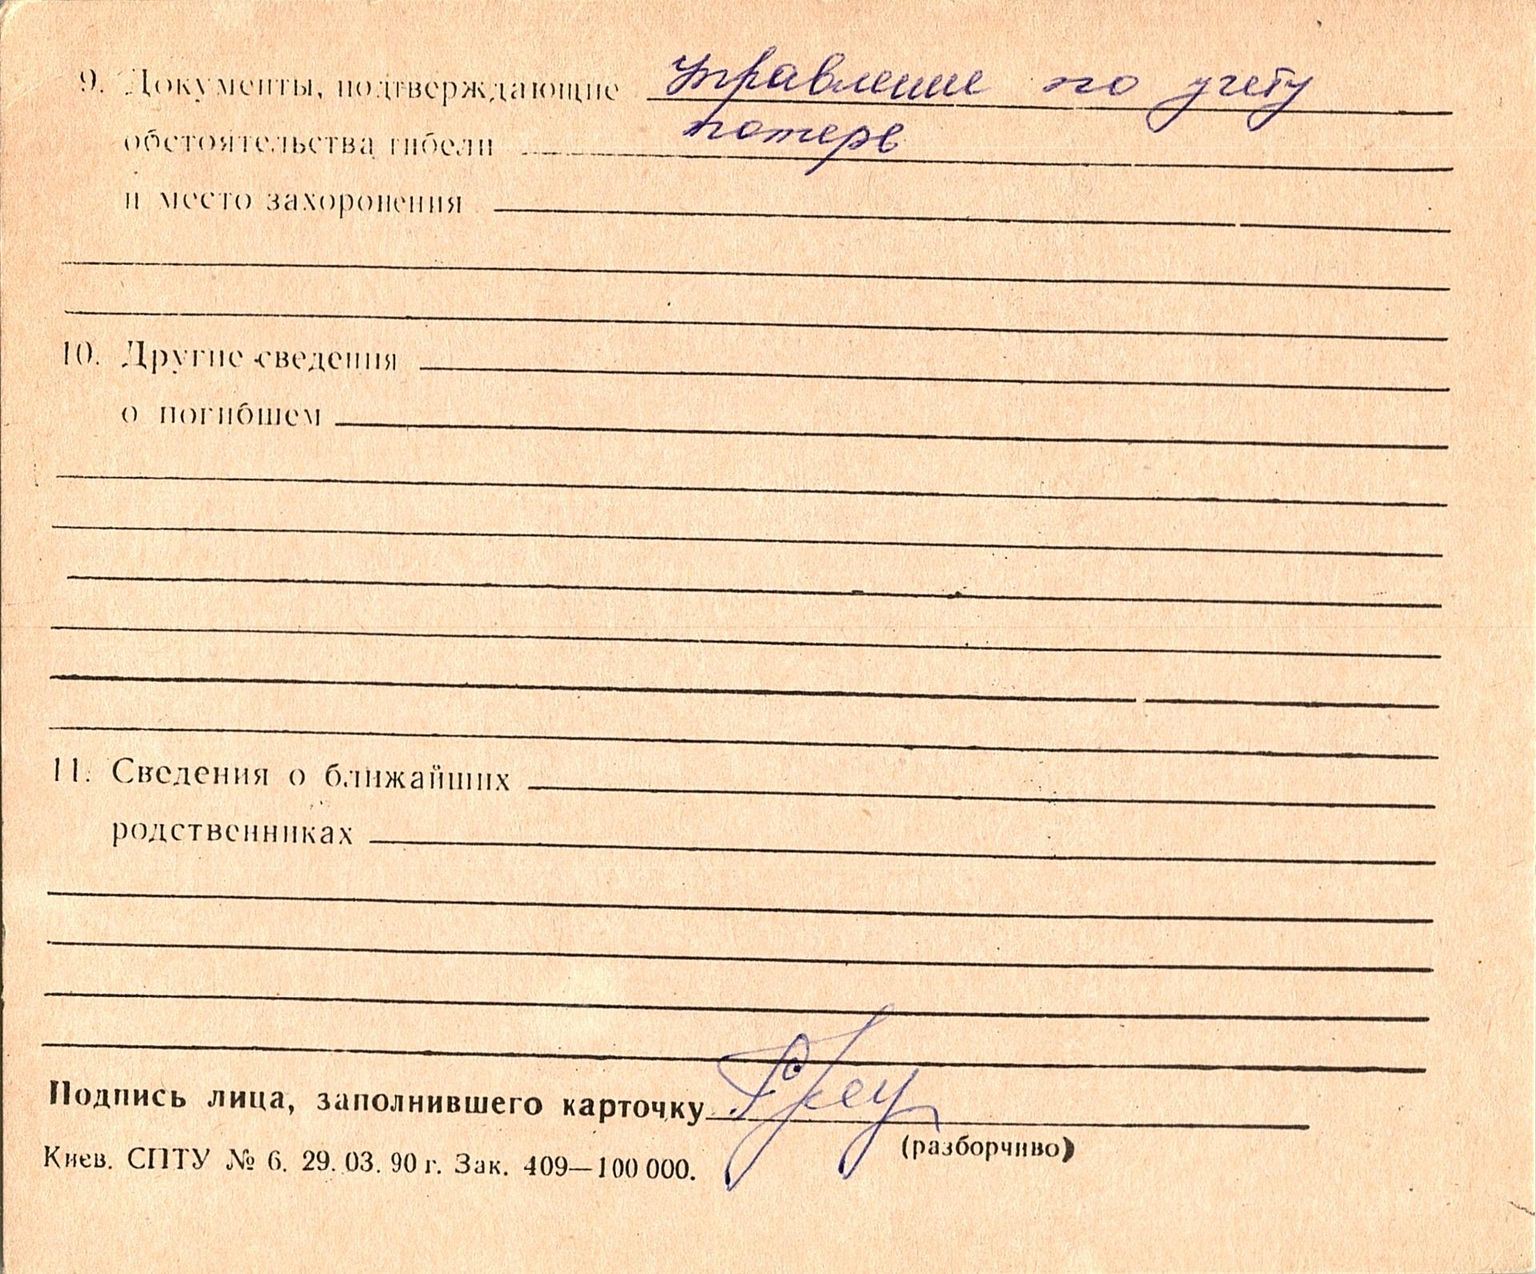 9. Документы, подтверждающие Управление по учету
обстоятельства гибели потерь
и место захоронения
10. Другие сведения
о погибшем
11. Сведения о ближайших
родственниках
Подпись лица, заполнившего карточку
(разборчиво)
Киев. СПТУ № 6. 29. 03. 90 г. Зак. 409—100 000.